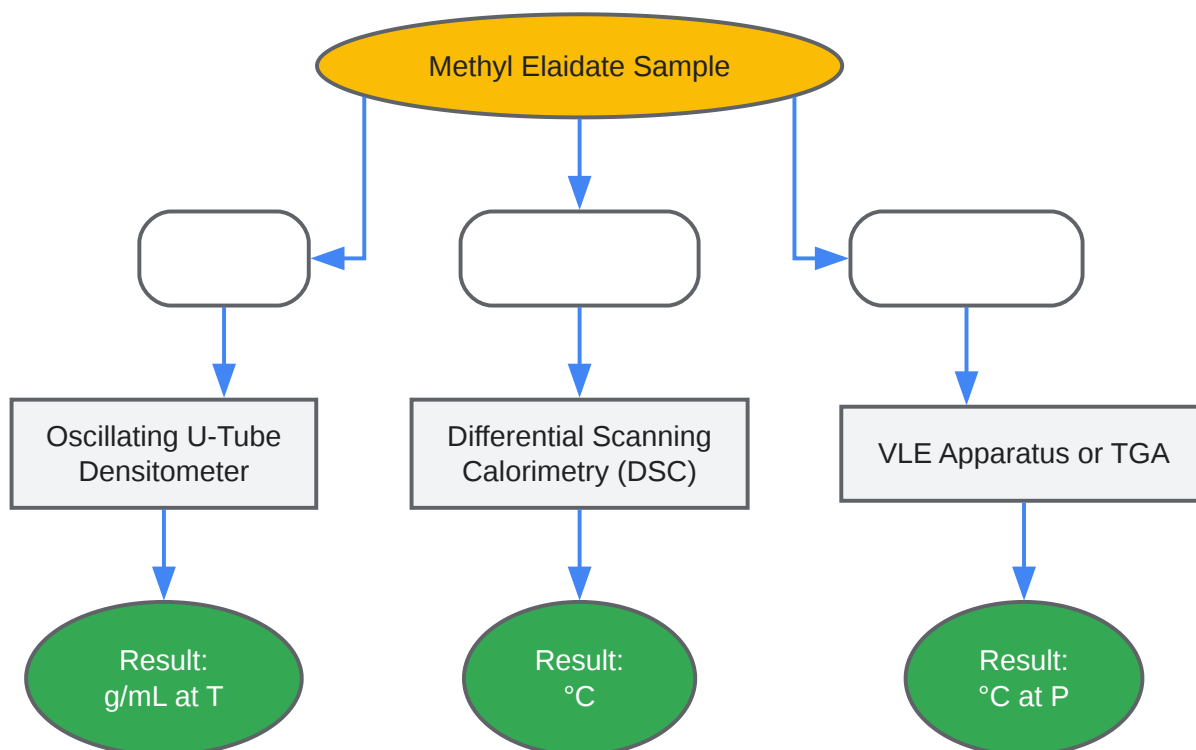 Methyl Elaidate Sample
Oscillating U-Tube
Densitometer
Differential Scanning
Calorimetry (DSC)
VLE Apparatus or TGA
Result:
g/mL at T
Result:
°C
Result:
°C at P